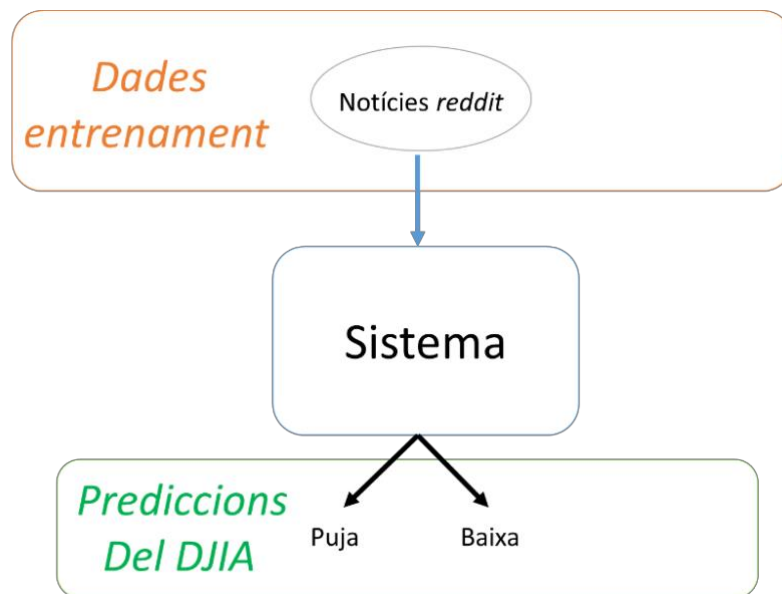 Dades
entrenament
Notícies reddit
Sistema
Prediccions
Del DJIA
Puja
Baixa